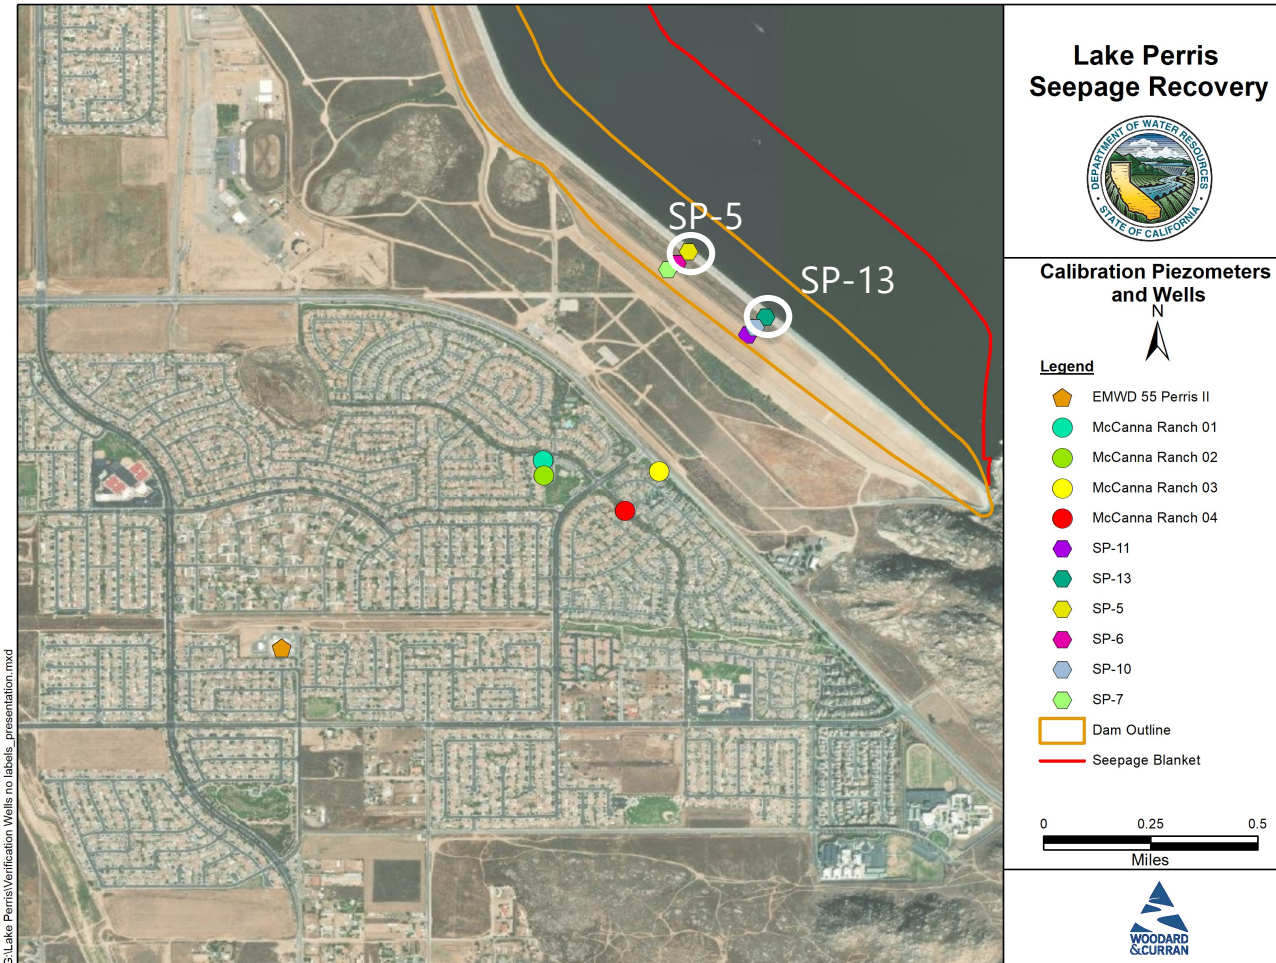 Lake Perris
Seepage Recovery
DEPARTMENT OF WATER RESOURCES
STATE OF CALIFORNIA
Calibration Piezometers
and Wells
N
Legend
EMWD 55 Perris II
McCanna Ranch 01
McCanna Ranch 02
McCanna Ranch 03
McCanna Ranch 04
SP-11
SP-13
SP-5
SP-6
SP-10
SP-7
Dam Outline
Seepage Blanket
0 0.25 0.5
Miles
WOODARD
&CURRAN
SP-5
SP-13
G:\Lake Perris\Verification Wells no labels_presentation.mxd